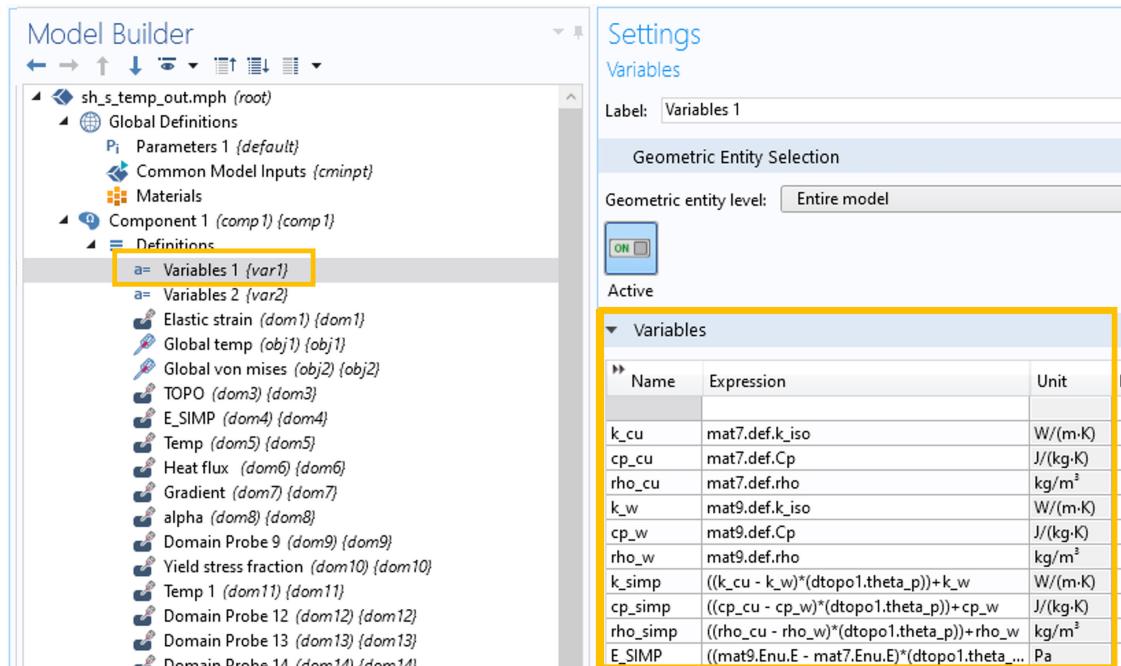 Model Builder
sh_s_temp_out.mph (root)
Global Definitions
Pi Parameters 1 {default}
Common Model Inputs {cminpt}
Materials
Component 1 (comp1) {comp1}
Definitions
a= Variables 1 {var1}
a= Variables 2 {var2}
Elastic strain (dom1) {dom1}
Global temp (obj1) {obj1}
Global von mises (obj2) {obj2}
TOPO (dom3) {dom3}
E_SIMP (dom4) {dom4}
Temp (dom5) {dom5}
Heat flux (dom6) {dom6}
Gradient (dom7) {dom7}
alpha (dom8) {dom8}
Domain Probe 9 (dom9) {dom9}
Yield stress fraction (dom10) {dom10}
Temp 1 (dom11) {dom11}
Domain Probe 12 (dom12) {dom12}
Domain Probe 13 (dom13) {dom13}
Domain Probe 14 (dom14) {dom14}
Settings
Variables
Label: Variables 1
Geometric Entity Selection
Geometric entity level: Entire model
ON
Active
Variables
Name Expression Unit
k_cu mat7.def.k_iso W/(m·K)
cp_cu mat7.def.Cp J/(kg·K)
rho_cu mat7.def.rho kg/m³
k_w mat9.def.k_iso W/(m·K)
cp_w mat9.def.Cp J/(kg·K)
rho_w mat9.def.rho kg/m³
k_simp ((k_cu - k_w)*(dtopo1.theta_p))+k_w W/(m·K)
cp_simp ((cp_cu - cp_w)*(dtopo1.theta_p))+cp_w J/(kg·K)
rho_simp ((rho_cu - rho_w)*(dtopo1.theta_p))+rho_w kg/m³
E_SIMP ((mat9.Enu.E - mat7.Enu.E)*(dtopo1.theta_... Pa